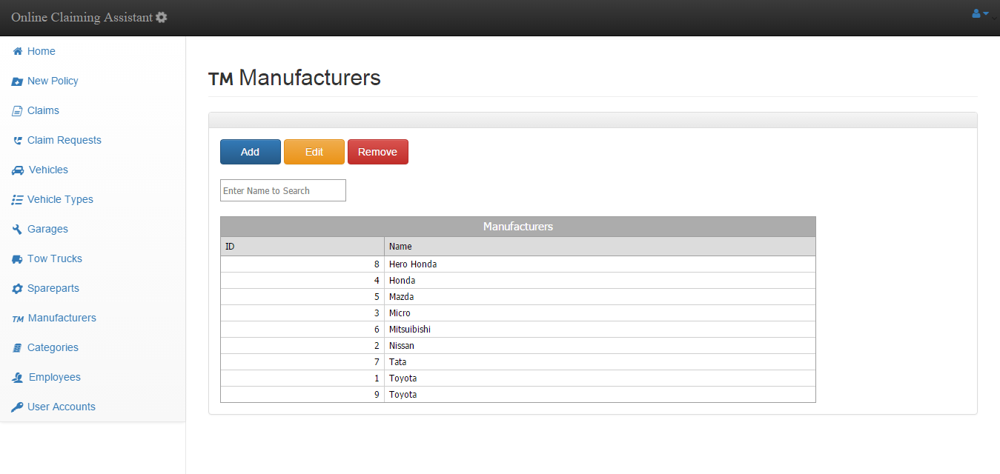 Online Claiming Assistant
Home
New Policy
Claims
Claim Requests
Vehicles
Vehicle Types
Garages
Tow Trucks
Spareparts
TM Manufacturers
Categories
Employees
User Accounts
TM Manufacturers
Add Edit Remove
Enter Name to Search
Manufacturers
ID Name
8 Hero Honda
4 Honda
5 Mazda
3 Micro
6 Mitsuibishi
2 Nissan
7 Tata
1 Toyota
9 Toyota